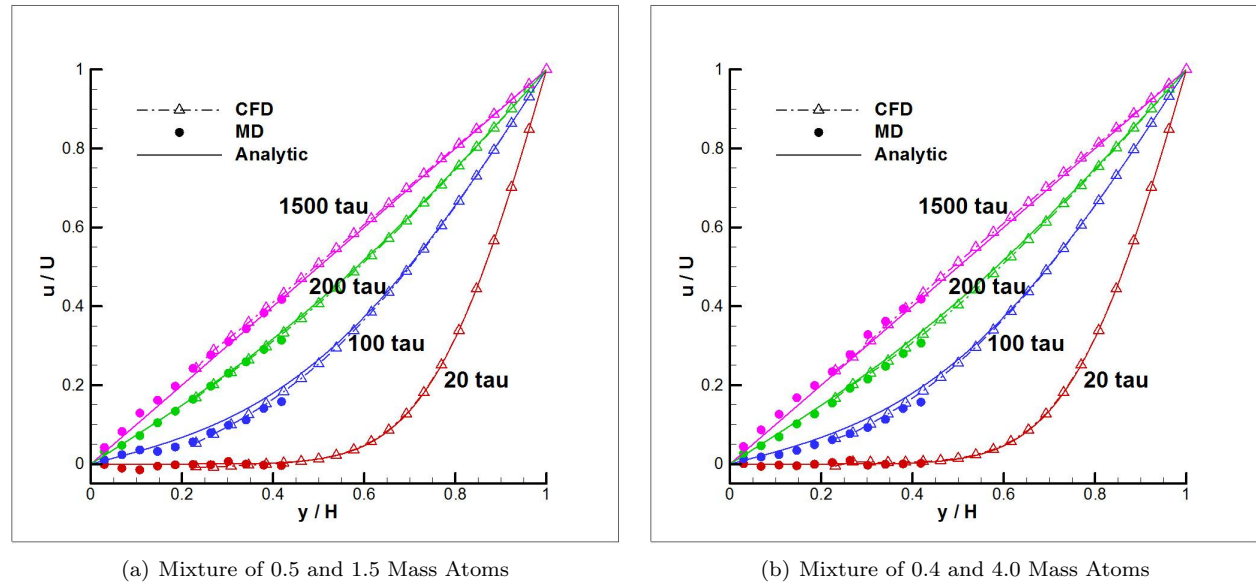 1
0.8
0.6
0.4
0.2
0
u / U
CFD
MD
Analytic
1500 tau
200 tau
100 tau
20 tau
0 0.2 0.4 0.6 0.8 1
y / H
(a) Mixture of 0.5 and 1.5 Mass Atoms
1
0.8
0.6
0.4
0.2
0
u / U
CFD
MD
Analytic
1500 tau
200 tau
100 tau
20 tau
0 0.2 0.4 0.6 0.8 1
y / H
(b) Mixture of 0.4 and 4.0 Mass Atoms